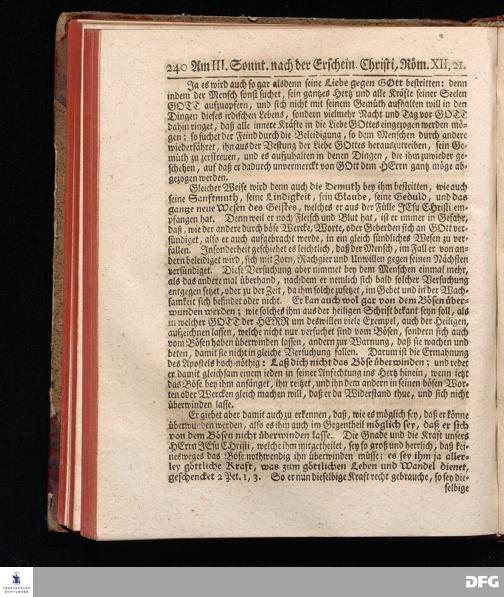 240 Am III. Sonnt. nach der Erschein. Christi, Röm. XII, 21.
Ja es wird auch so gar alsdenn seine Liebe gegen GOtt bestritten: denn
indem der Mensch sonst suchet, sein gantzes Hertz und alle Kräfte seiner Seelen
GOTT aufzuopfern, und sich nicht mit seinem Gemüth aufhalten will in den
Dingen dieses irdischen Lebens, sondern vielmehr Nacht und Tag vor GOTT
dahin ringet, daß alle innere Kräfte in die Liebe GOttes eingezogen werden mö-
gen; so suchet der Feind durch die Beleidigung, so dem Menschen durch andere
wiederfähret, ihn aus der Vestung der Liebe GOttes herauszutreiben, sein Ge-
müth zu zerstreuen, und es aufzuhalten in denen Dingen, die ihm zuwieder ge-
schehen, auf daß er dadurch unvermerckt von GOtt dem HErrn gantz möge ab-
gezogen werden.
Gleicher Weise wird denn auch die Demuth bey ihm bestritten, wie auch
seine Sanftmuth, seine Lindigkeit, sein Glaube, seine Geduld, und das
gantze neue Wesen des Geistes, welches er aus der Fülle JEsu Christi em-
pfangen hat. Denn weil er noch Fleisch und Blut hat, ist er immer in Gefahr,
daß, wie der andere durch böse Wercke, Worte, oder Geberden sich an GOtt ver-
sündiget, also er auch aufgebracht werde, in ein gleich sündliches Wesen zu ver-
fallen. Insonderheit geschiehet es leichtlich, daß der Mensch, im Faller von an-
dern beleidiget wird, sich mit Zorn, Rachgier und Unwillen gegen seinen Nächsten
versündiget. Diese Versuchung aber nimmet bey dem Menschen einmal mehr,
als das andere mal überhand, nachdem er nemlich sich bald solcher Versuchung
entgegen setzet, oder zu der Zeit, da ihm solche zusetzet, im Gebet und in der Wach-
samkeit sich befindet oder nicht. Er kan auch wol gar von dem Bösen über-
wunden werden; wie solches ihm aus der heiligen Schrift bekant seyn soll, als
in welcher GOTT der HERR um deswillen viele Exempel, auch der Heiligen,
aufzeichnen lassen, welche nicht nur versuchet sind vom Bösen, sondern sich auch
vom Bösen haben überwinden lassen, andern zur Warnung, daß sie wachen und
beten, damit sie nicht in gleiche Versuchung fallen. Darum ist die Ermahnung
des Apostels hoch-nöthig: Laß dich nicht das Böse überwinden; und redet
er damit gleichsam einem ieden in seiner Anfechtung ins Hertz hinein, wenn ietzt
das Böse bey ihm anfänget, ihn reitzet, und ihn dem andern in seinen bösen Wor-
ten oder Wercken gleich machen will, daß er da Widerstand thue, und sich nicht
überwinden lasse.
Er giebet aber damit auch zu erkennen, daß, wie es möglich sey, daß er könne
überwunden werden, also es ihm auch im Gegentheil möglich sey, daß er sich
von dem Bösen nicht überwinden lasse. Die Gnade und die Kraft unsers
HErrn JEsu Christi, welche ihm mitgetheilet, sey so groß und herrlich, daß kei-
nesweges das Böse nothwendig ihn überwinden müsse; es sey ihm ja aller-
ley göttliche Kraft, was zum göttlichen Leben und Wandel dienet,
geschencket 2 Pet. 1, 3. So er nun dieselbige Kraft recht gebrauche, so sey die-
selbige
FRANCKESCHE
STIFTUNGEN
DFG